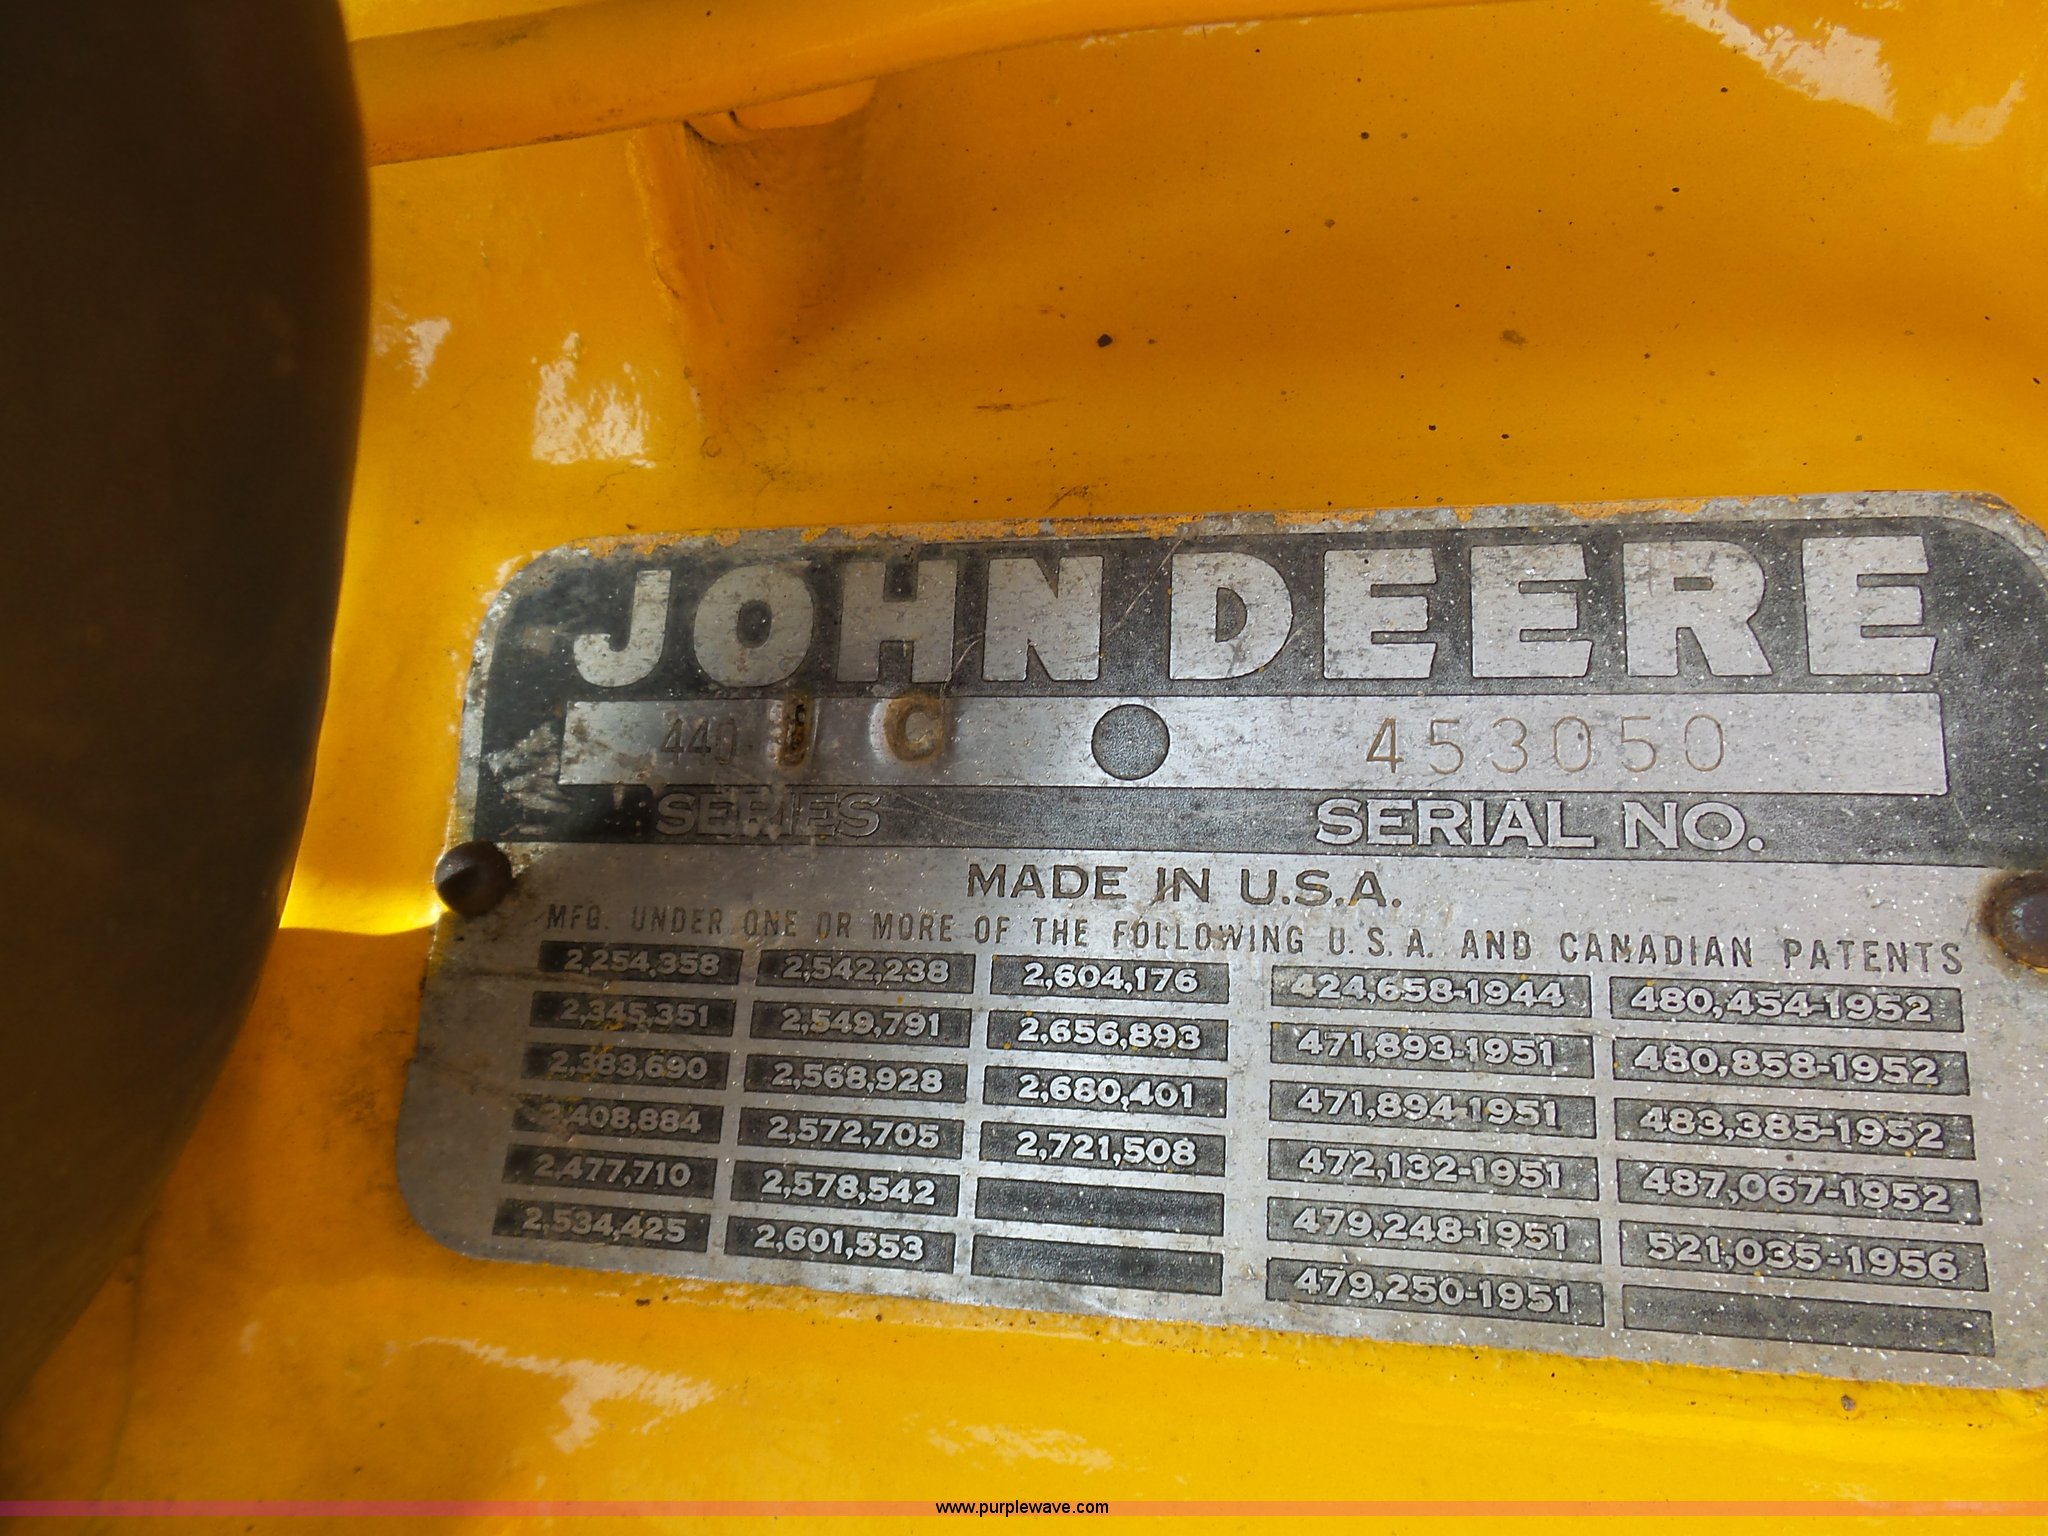 JOHN DEERE
440 I C 453050
SERIES SERIAL NO.
MADE IN U.S.A.
MFG. UNDER ONE OR MORE OF THE FOLLOWING U.S.A. AND CANADIAN PATENTS
2,254,358 2,542,238 2,604,176 424,658-1944 480,454-1952
2,345,351 2,549,791 2,656,893 471,893-1951 480,858-1952
2,383,690 2,568,928 2,680,401 471,894-1951 483,385-1952
2,408,884 2,572,705 2,721,508 472,132-1951 487,067-1952
2,477,710 2,578,542 479,248-1951 521,035-1956
2,534,425 2,601,553 479,250-1951
www.purplewave.com